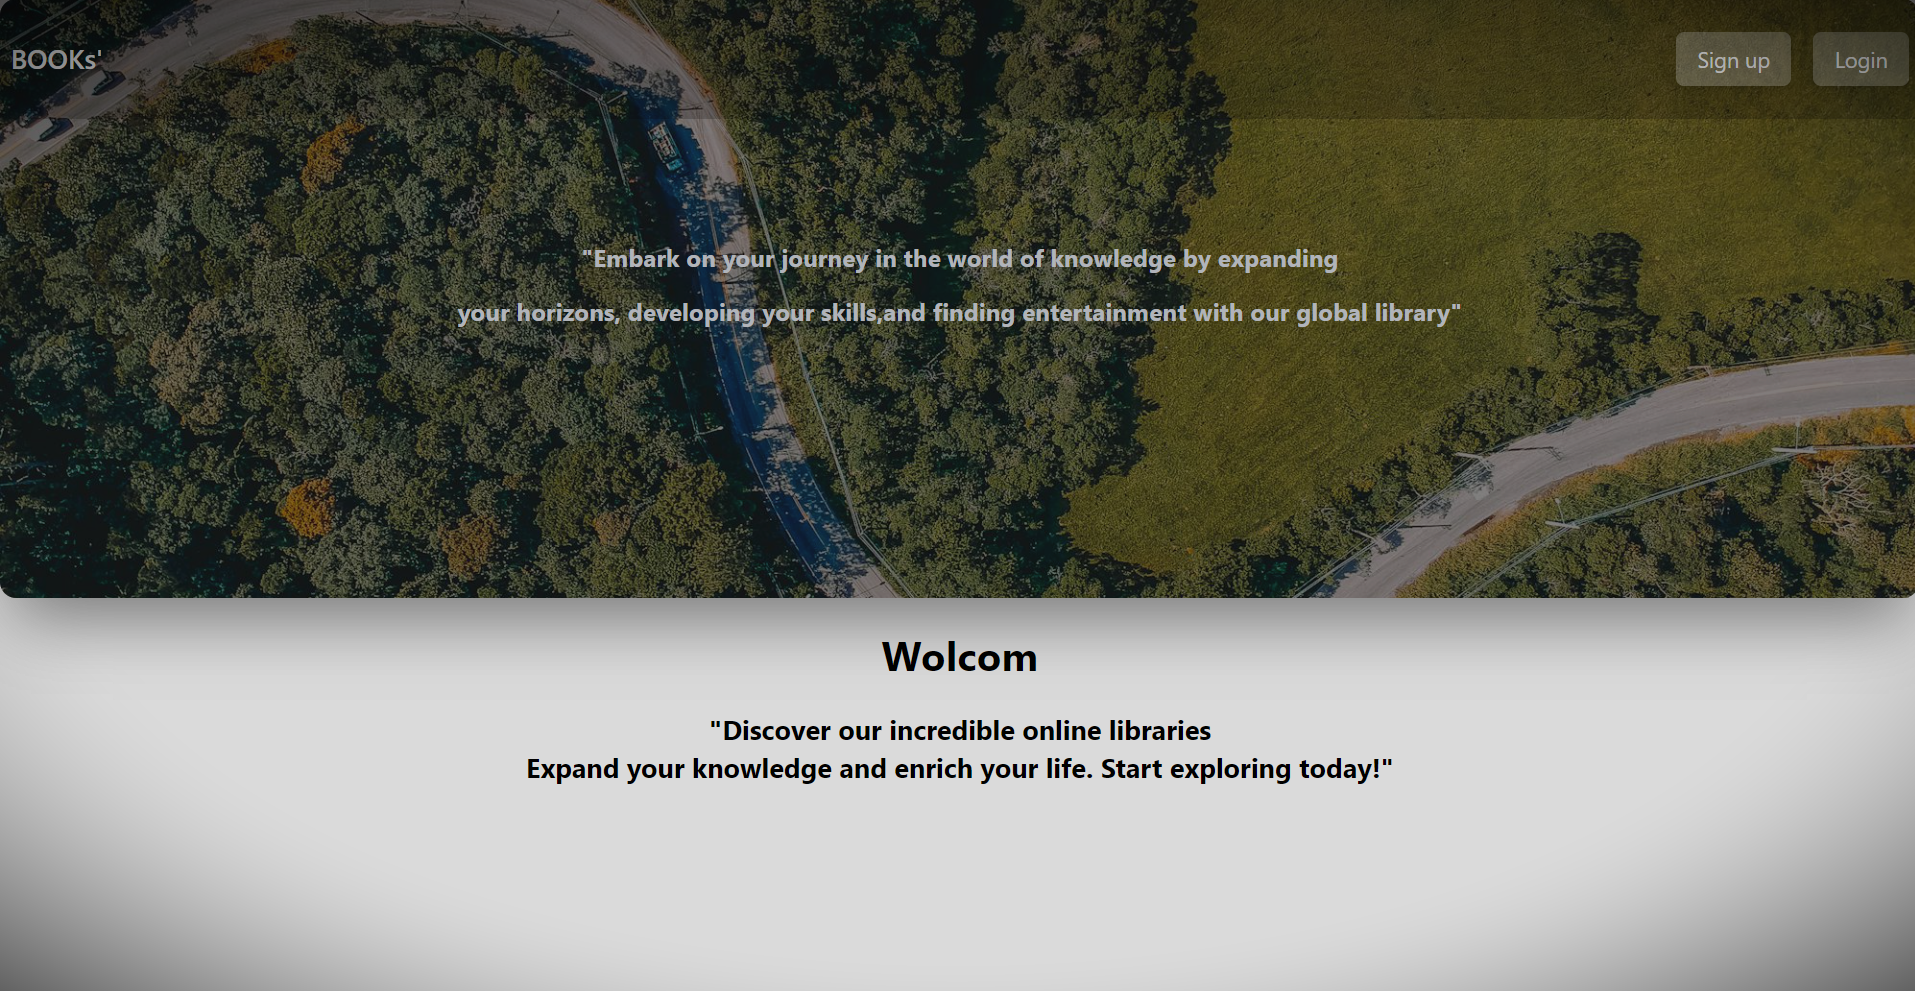 BOOKs'
Sign up
Login
"Embark on your journey in the world of knowledge by expanding
your horizons, developing your skills,and finding entertainment with our global library"
Wolcom
"Discover our incredible online libraries
Expand your knowledge and enrich your life. Start exploring today!"